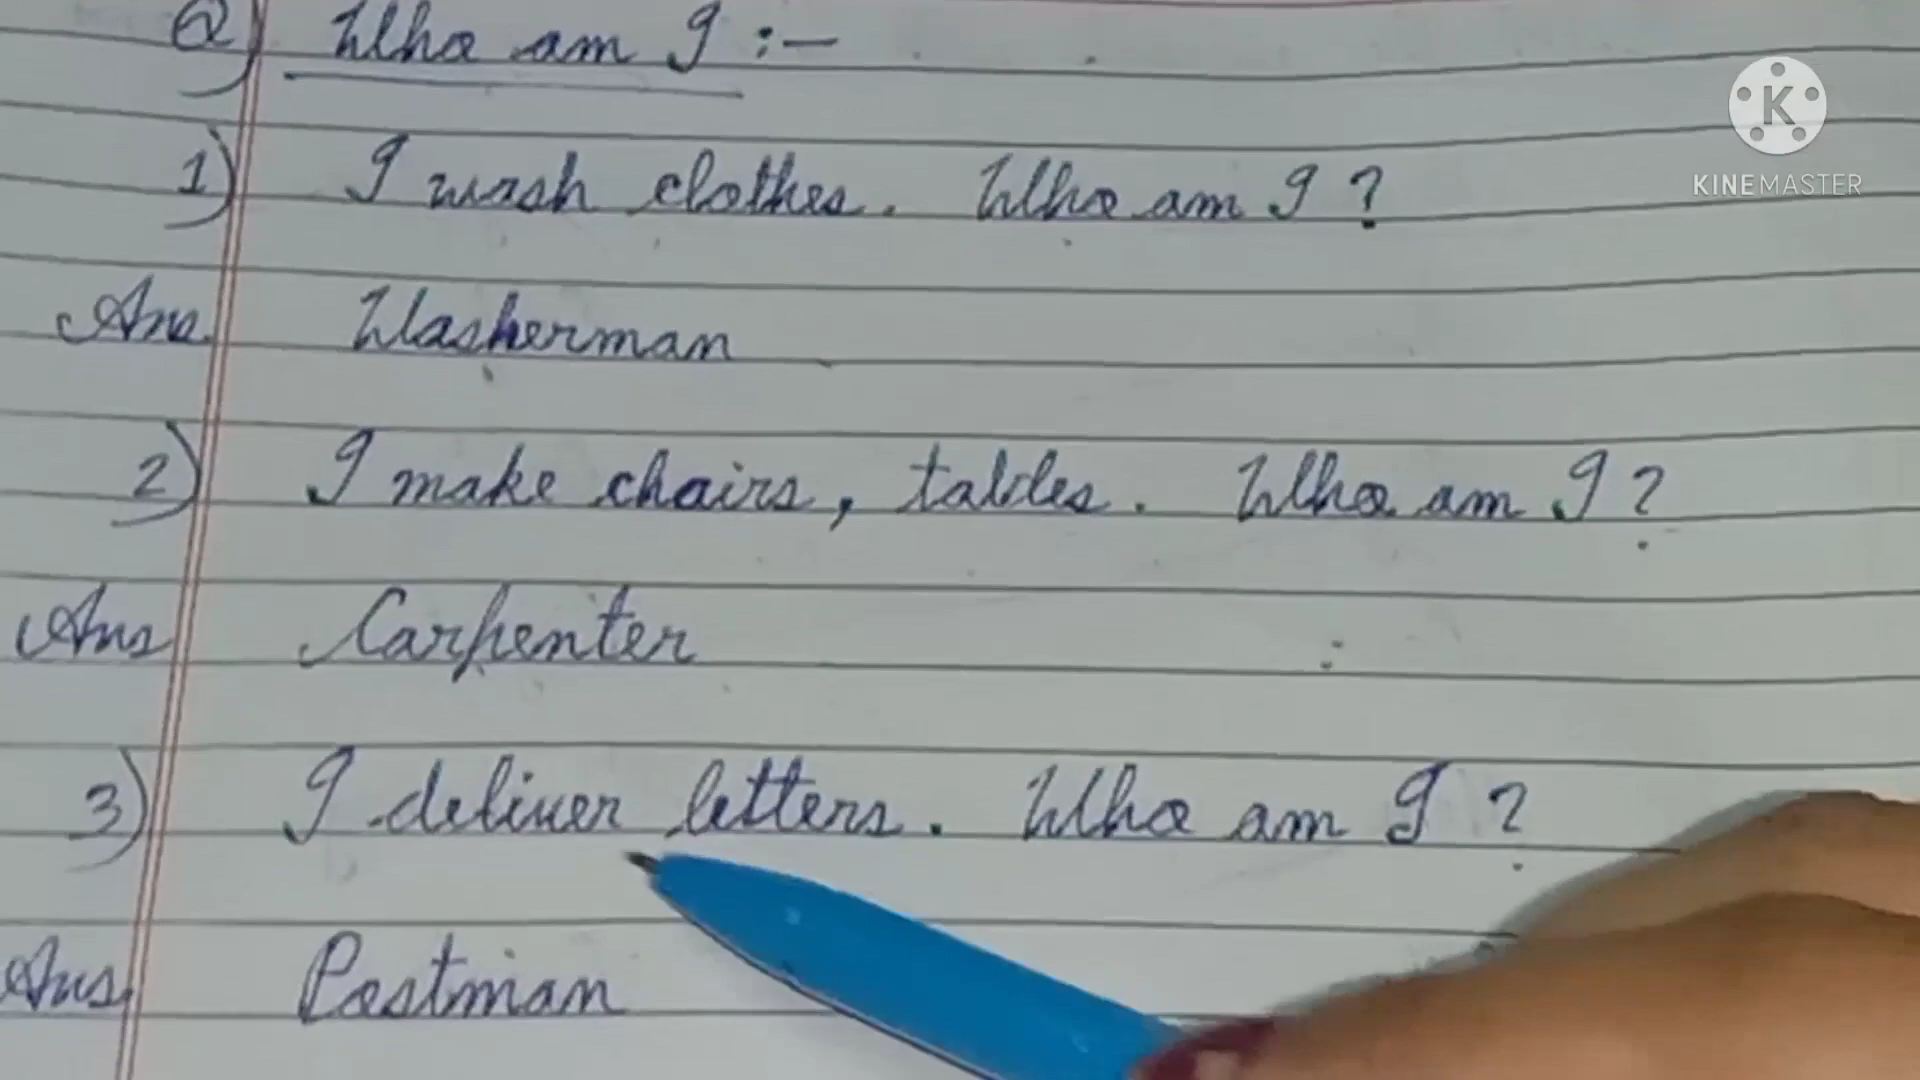 Q) Who am I :-
K
KINEMASTER
1) I wash clothes. Who am I ?
Ans. Washerman
2) I make chairs, tables. Who am I ?
Ans Carpenter
3) I deliver letters. Who am I ?
Ans. Postman